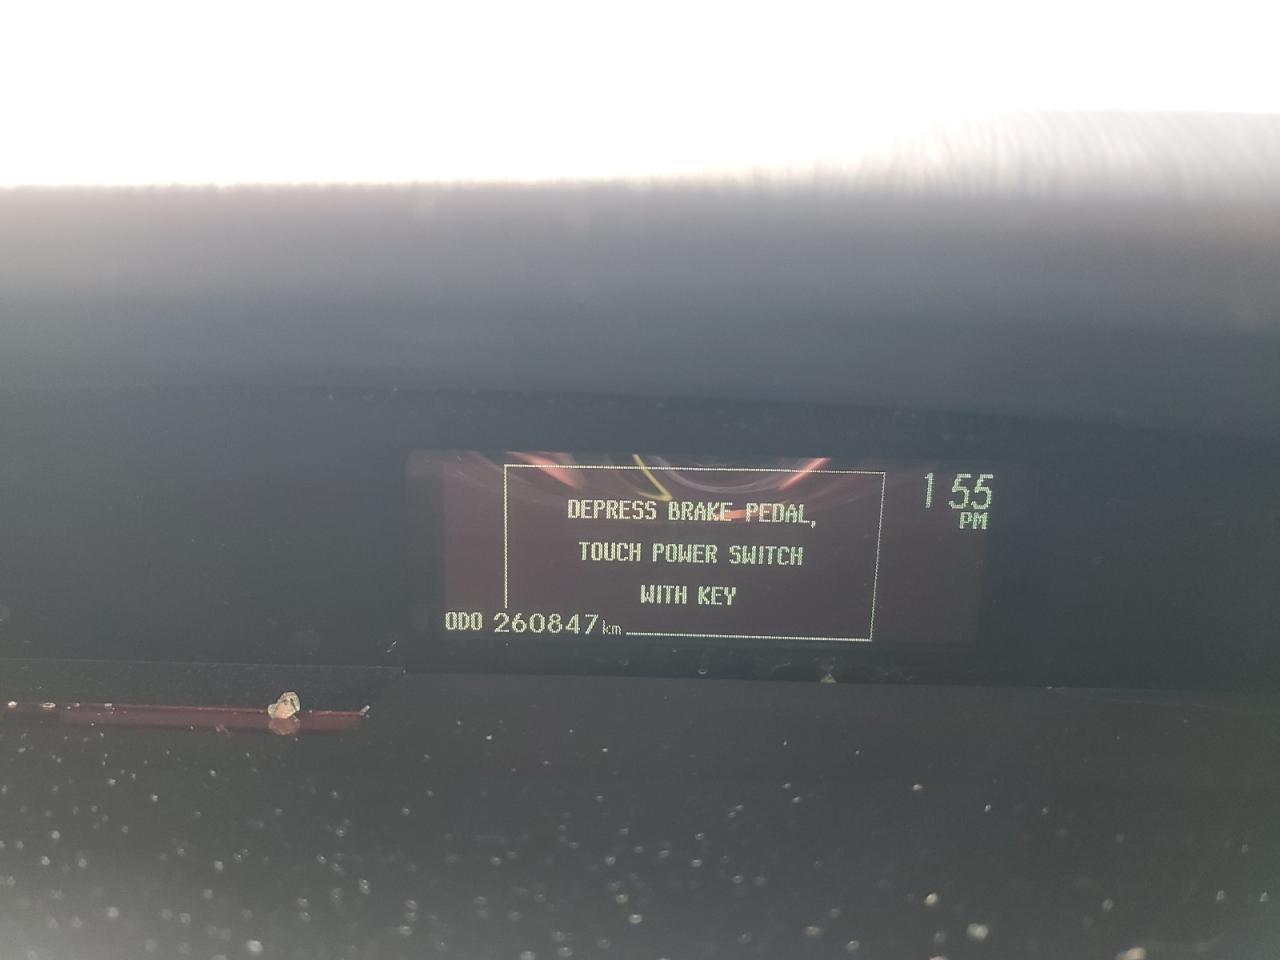 DEPRESS BRAKE PEDAL,
TOUCH POWER SWITCH
WITH KEY
1 55
PM
ODO 260847 km